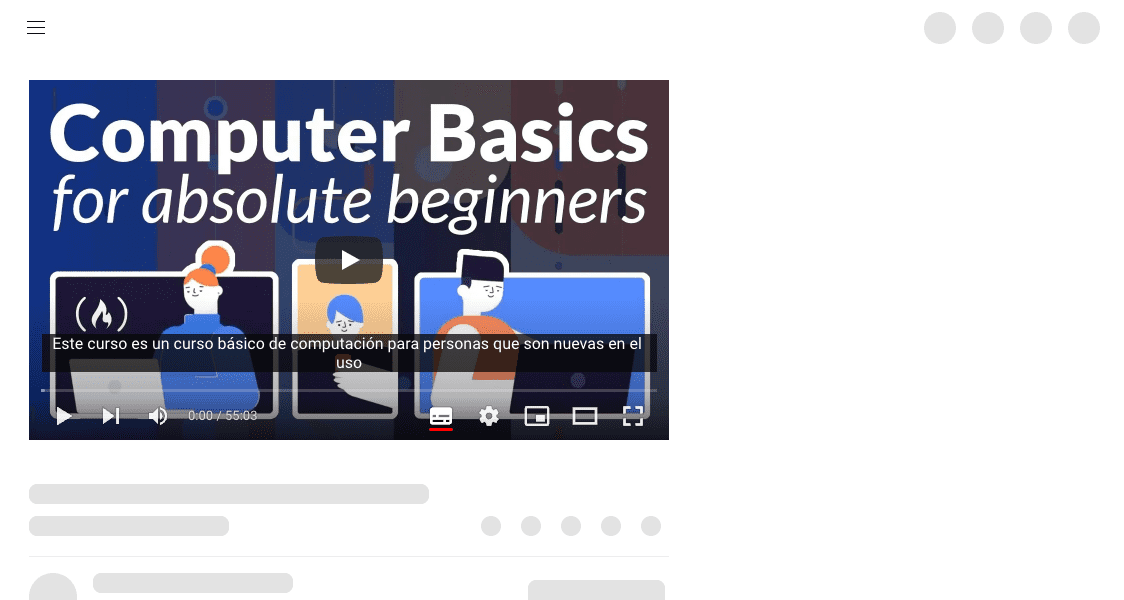 Computer Basics
for absolute beginners
Este curso es un curso básico de computación para personas que son nuevas en el
uso
0:00 / 55:03